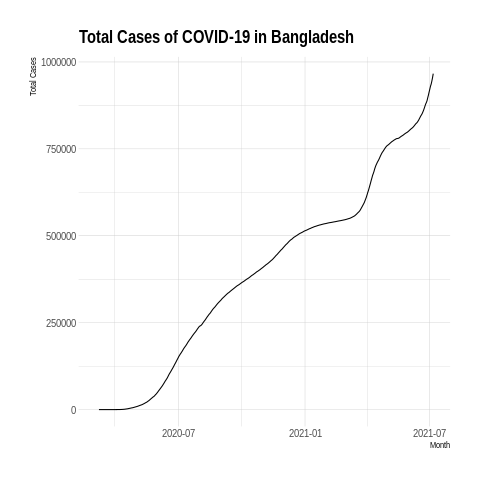 Total Cases of COVID-19 in Bangladesh
Total Cases
1000000
750000
500000
250000
0
2020-07 2021-01 2021-07
Month